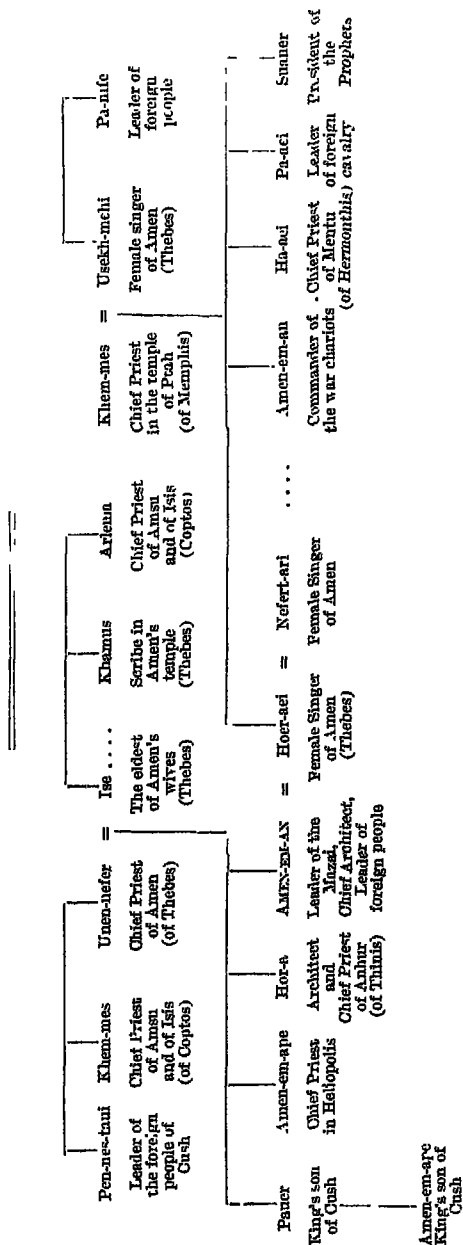 Pen-nes-taui
Leader of
the foreign
people of
Cush
Khem-mes
Chief Priest
of Amsu
and of Isis
(of Coptos)
Unen-nefer
Chief Priest
of Amen
(of Thebes)
=
Ise ....
The eldest
of Amen's
wives
(Thebes)
Khamus
Scribe in
Amen's
temple
(Thebes)
Arlema
Chief Priest
of Amsu
and of Isis
(Coptos)
Khem-mes
Chief Priest
in the temple
of Ptah
(of Memphis)
=
Usekh-mehi
Female singer
of Amen
(Thebes)
Pa-nife
Leader of
foreign
people
Pauer
King's son
of Cush
Amen-em-ape
King's son of
Cush
Amen-em-ape
Chief Priest
in Heliopolis
Hor-a
Architect
and
Chief Priest
of Anhur
(of Thinis)
AMEN-EM-AN
Leader of the
Mazai,
Chief Architect,
Leader of
foreign people
=
Hoer-aei
Female Singer
of Amen
(Thebes)
=
Nefert-ari
Female Singer
of Amen
....
Amen-em-an
Commander of
the war chariots
Ha-aei
Chief Priest
of Mentu
(of Hermonthis)
Pa-aei
Leader
of foreign
cavalry
Suaner
President of
the
Prophets